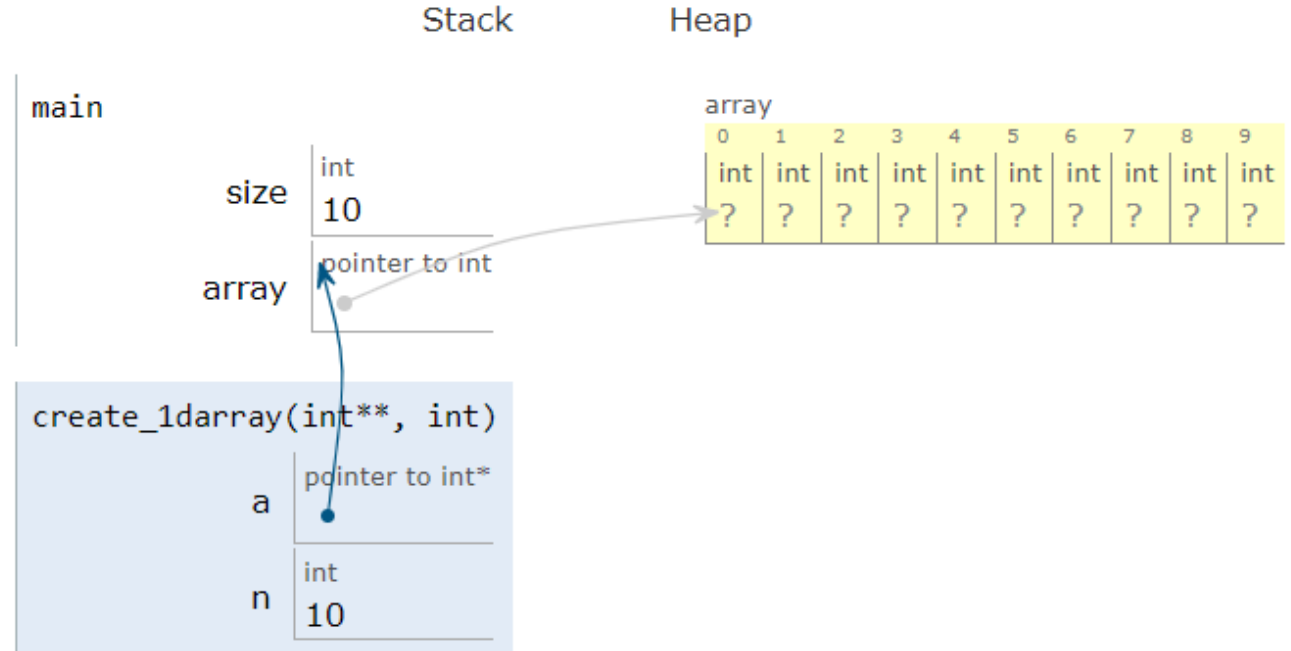 Stack Heap
main
size
int
10
array
pointer to int
array
0 1 2 3 4 5 6 7 8 9
int int int int int int int int int int
? ? ? ? ? ? ? ? ? ?
create_1darray(int**, int)
a
pointer to int*
n
int
10